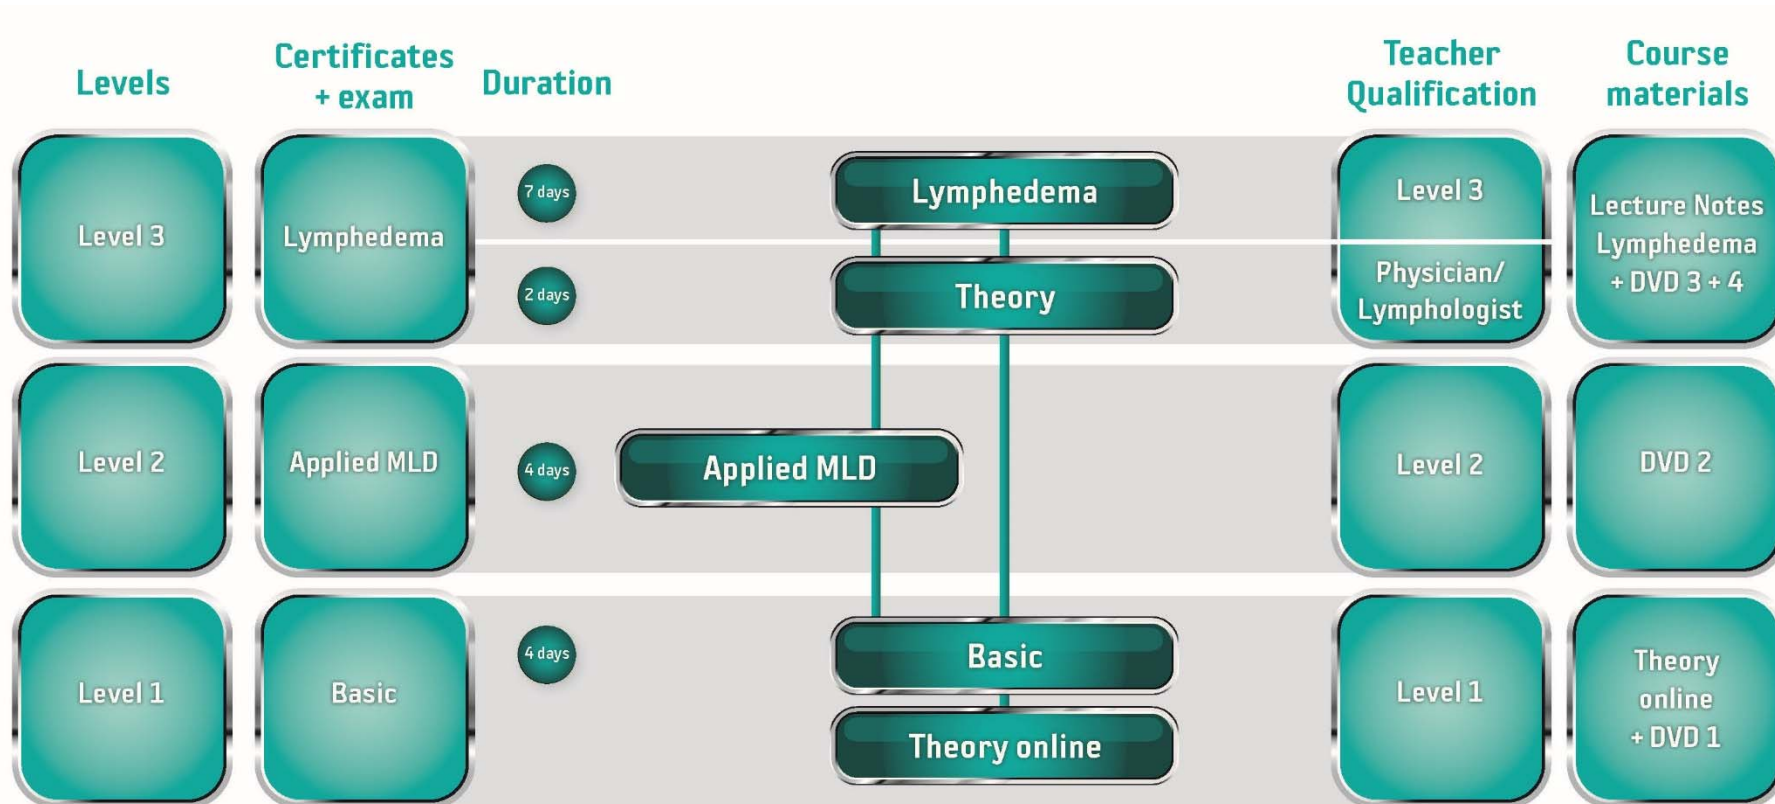 Levels
Certificates
+ exam
Duration
Teacher
Qualification
Course
materials
Level 3
Lymphedema
7 days
Lymphedema
Level 3
Lecture Notes
Lymphedema
+ DVD 3 + 4
2 days
Theory
Physician/
Lymphologist
Level 2
Applied MLD
4 days
Applied MLD
Level 2
DVD 2
Level 1
Basic
4 days
Basic
Theory online
Level 1
Theory
online
+ DVD 1